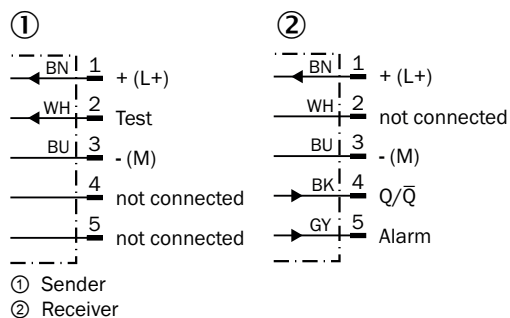 ①
BN 1 + (L+)
WH 2 Test
BU 3 - (M)
4 not connected
5 not connected
②
BN 1 + (L+)
WH 2 not connected
BU 3 - (M)
BK 4 Q/Q̅
GY 5 Alarm
① Sender
② Receiver